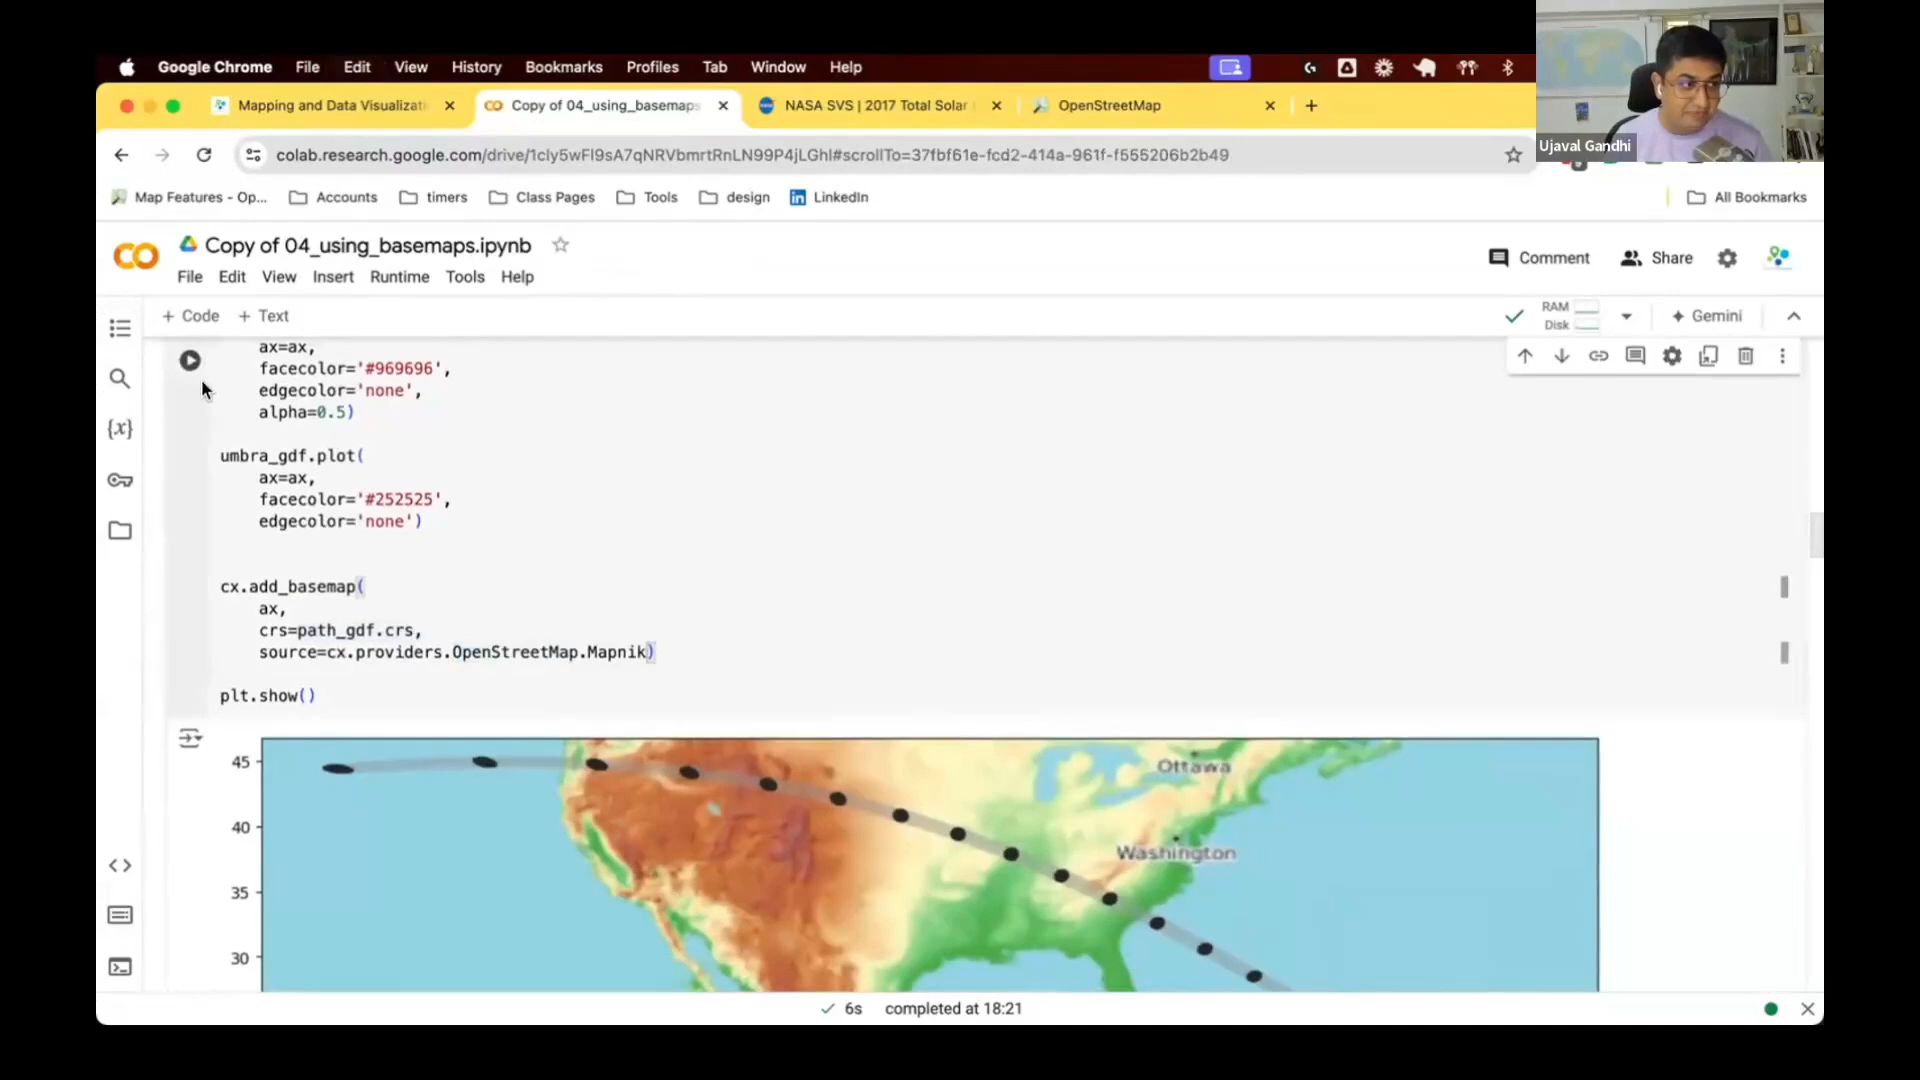 Google Chrome File Edit View History Bookmarks Profiles Tab Window Help
Mapping and Data Visualizati
Copy of 04_using_basemaps
NASA SVS | 2017 Total Solar
OpenStreetMap
colab.research.google.com/drive/1cly5wFl9sA7qNRVbmrtRnLN99P4jLGhl#scrollTo=37fbf61e-fcd2-414a-961f-f555206b2b49
Ujaval Gandhi
Map Features - Op... Accounts timers Class Pages Tools design LinkedIn All Bookmarks
Copy of 04_using_basemaps.ipynb
Comment Share
File Edit View Insert Runtime Tools Help
+ Code + Text
RAM
Disk
Gemini
ax=ax,
facecolor='#969696',
edgecolor='none',
alpha=0.5)
umbra_gdf.plot(
ax=ax,
facecolor='#252525',
edgecolor='none')
cx.add_basemap(
ax,
crs=path_gdf.crs,
source=cx.providers.OpenStreetMap.Mapnik)
plt.show()
45
Ottawa
40
Washington
35
30
6s completed at 18:21